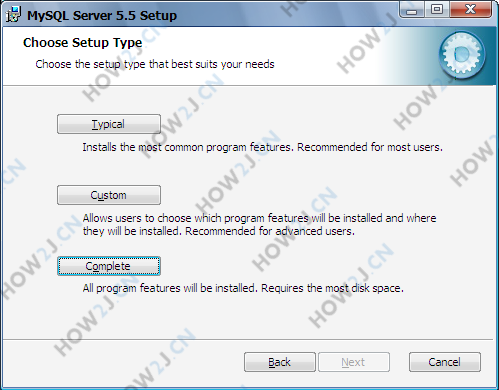 MySQL Server 5.5 Setup
Choose Setup Type
Choose the setup type that best suits your needs
Typical
Installs the most common program features. Recommended for most users.
Custom
Allows users to choose which program features will be installed and where
they will be installed. Recommended for advanced users.
Complete
All program features will be installed. Requires the most disk space.
Back
Next
Cancel
HOW2J.CN
HOW2J.CN
HOW2J.CN
HOW2J.CN
HOW2J.CN
HOW2J.CN
HOW2J.CN
HOW2J.CN
HOW2J.CN